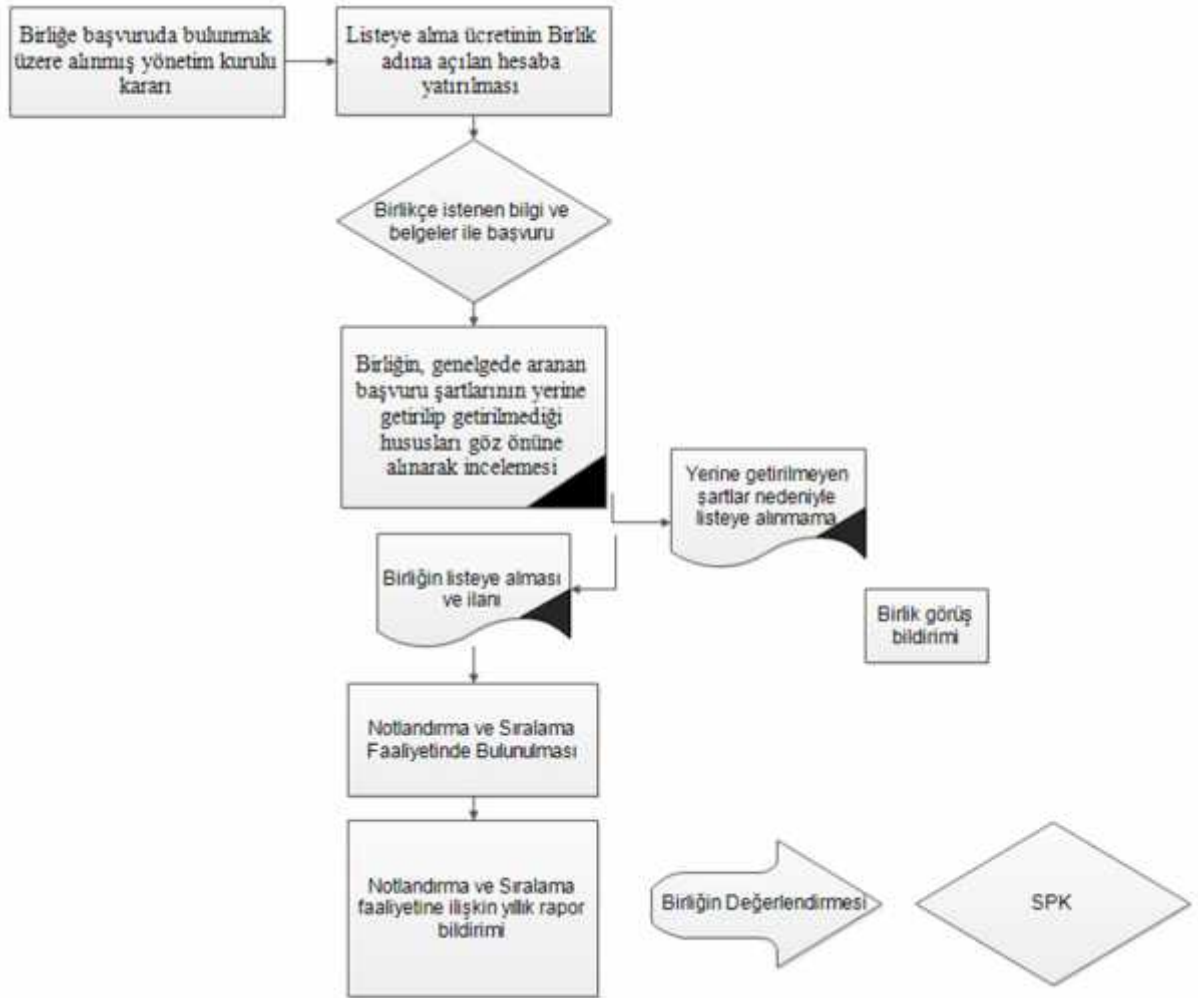 Birliğe başvuruda bulunmak
üzere alınmış yönetim kurulu
kararı
Listeye alma ücretinin Birlik
adına açılan hesaba
yatırılması
Birlikçe istenen bilgi ve
belgeler ile başvuru
Birliğin, genelgede aranan
başvuru şartlarının yerine
getirilip getirilmediği
hususları göz önüne
alınarak incelemesi
Yerine getirilmeyen
şartlar nedeniyle
listeye alınmama
Birliğin listeye alması
ve ilanı
Birlik görüş
bildirimi
Notlandırma ve Sıralama
Faaliyetinde Bulunulması
Notlandırma ve Sıralama
faaliyetine ilişkin yıllık rapor
bildirimi
Birliğin Değerlendirmesi
SPK